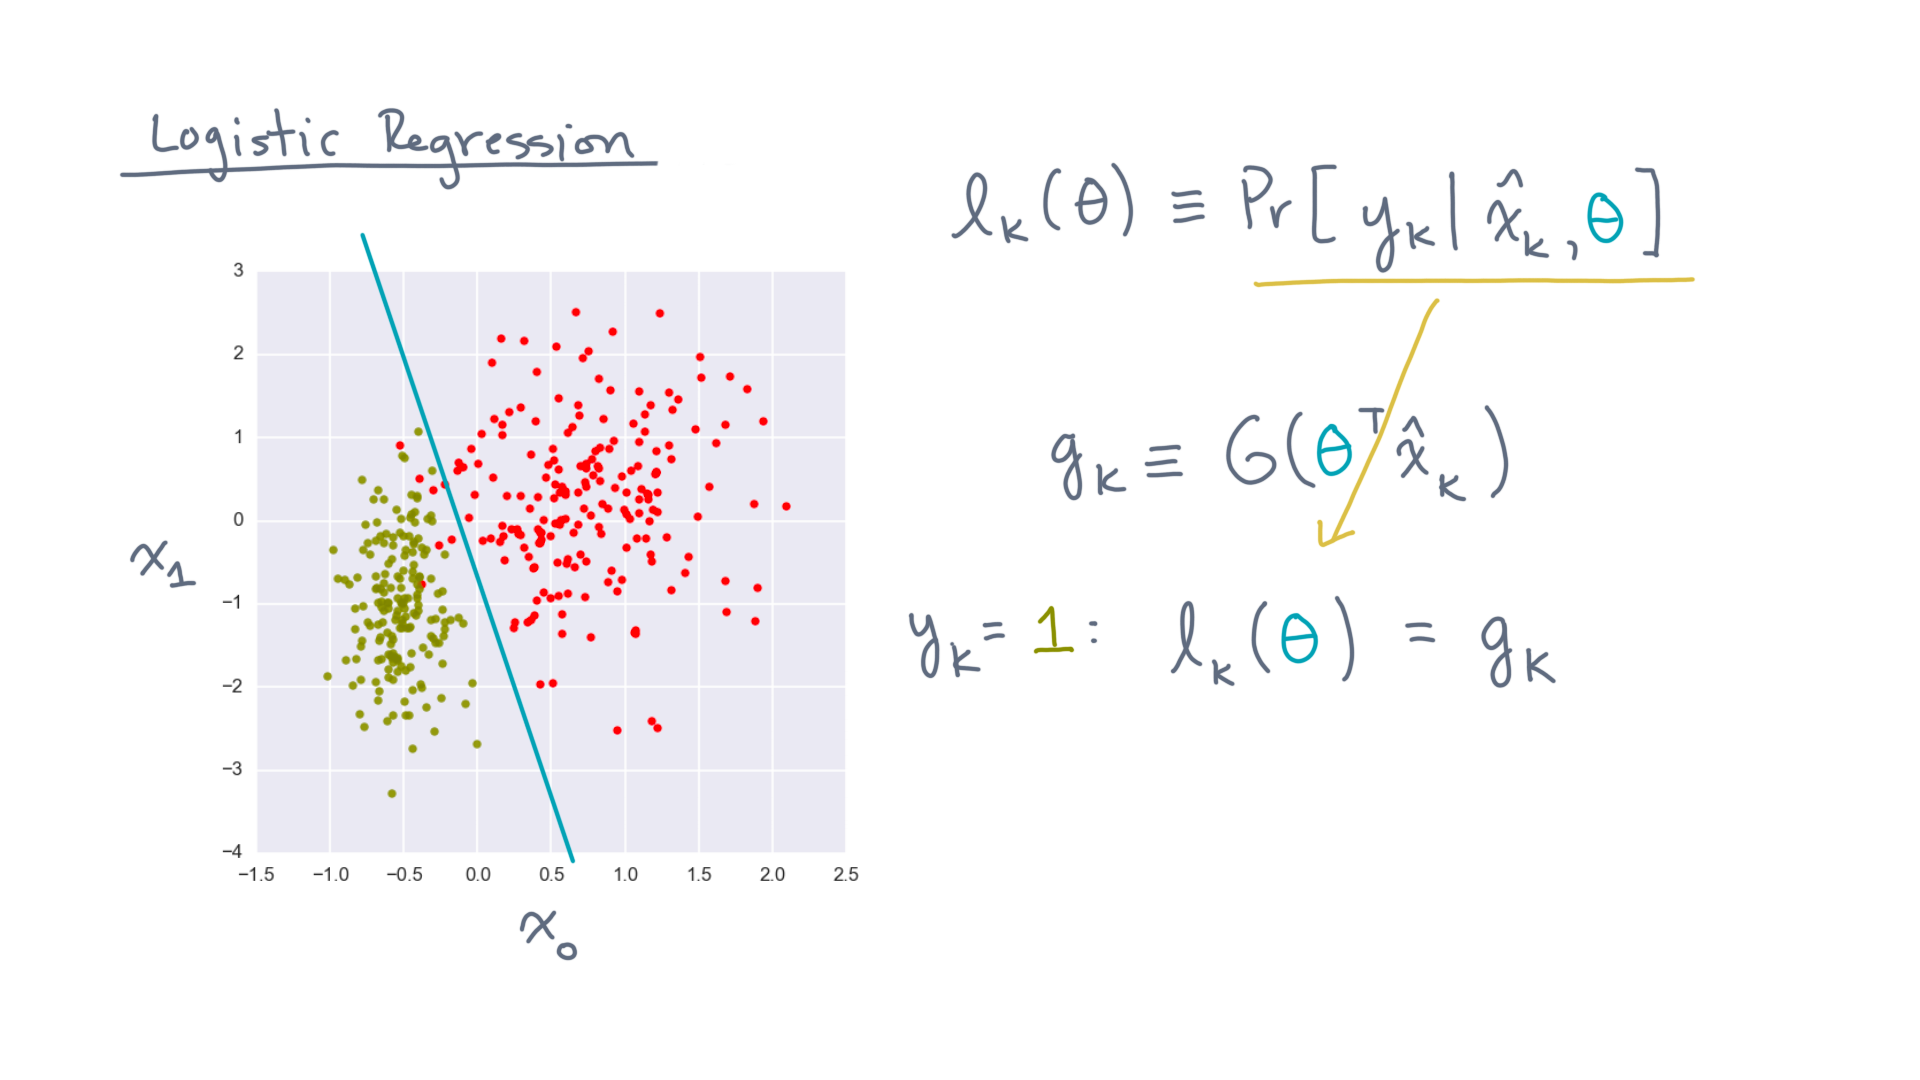 Logistic Regression
3
2
1
0
−1
−2
−3
−4
x₁
−1.5 −1.0 −0.5 0.0 0.5 1.0 1.5 2.0 2.5
x₀
lₖ(θ) ≡ Pr[yₖ | x̂ₖ, θ]
gₖ ≡ G(θᵀx̂ₖ)
yₖ = 1: lₖ(θ) = gₖ